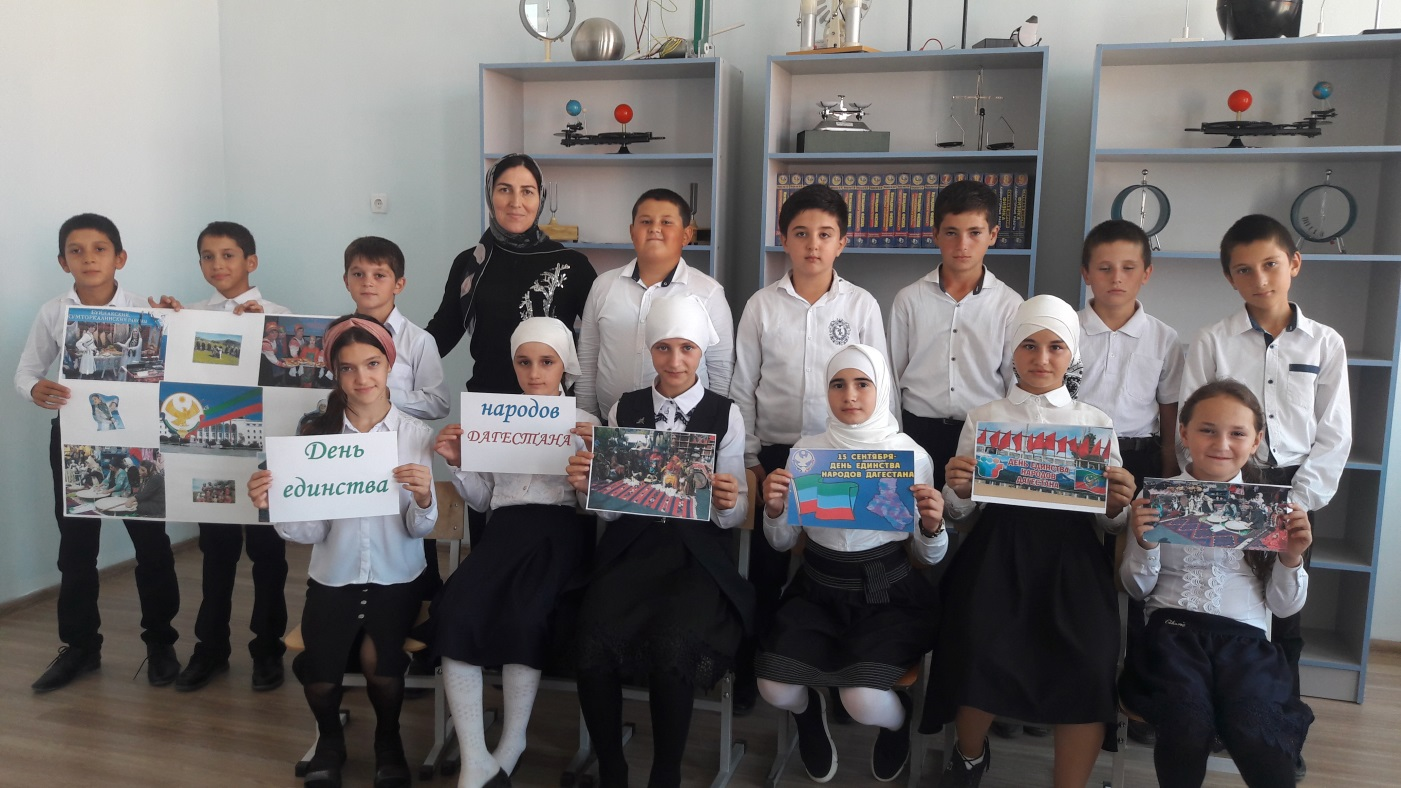 День
единства
народов
ДАГЕСТАНА
15 СЕНТЯБРЯ-
ДЕНЬ ЕДИНСТВА
НАРОДОВ ДАГЕСТАНА
ДЕНЬ ЕДИНСТВА
НАРОДОВ
ДАГЕСТАНА